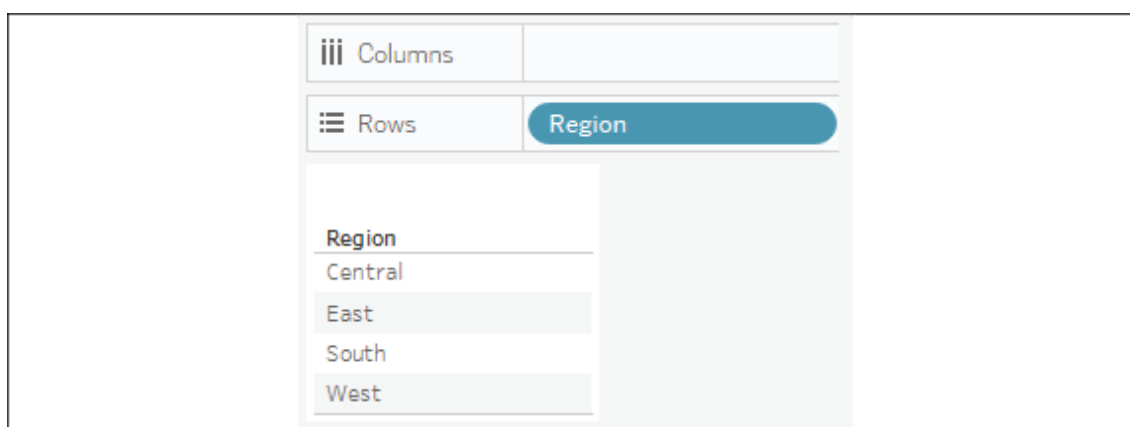 Columns
Rows Region
Region
Central
East
South
West